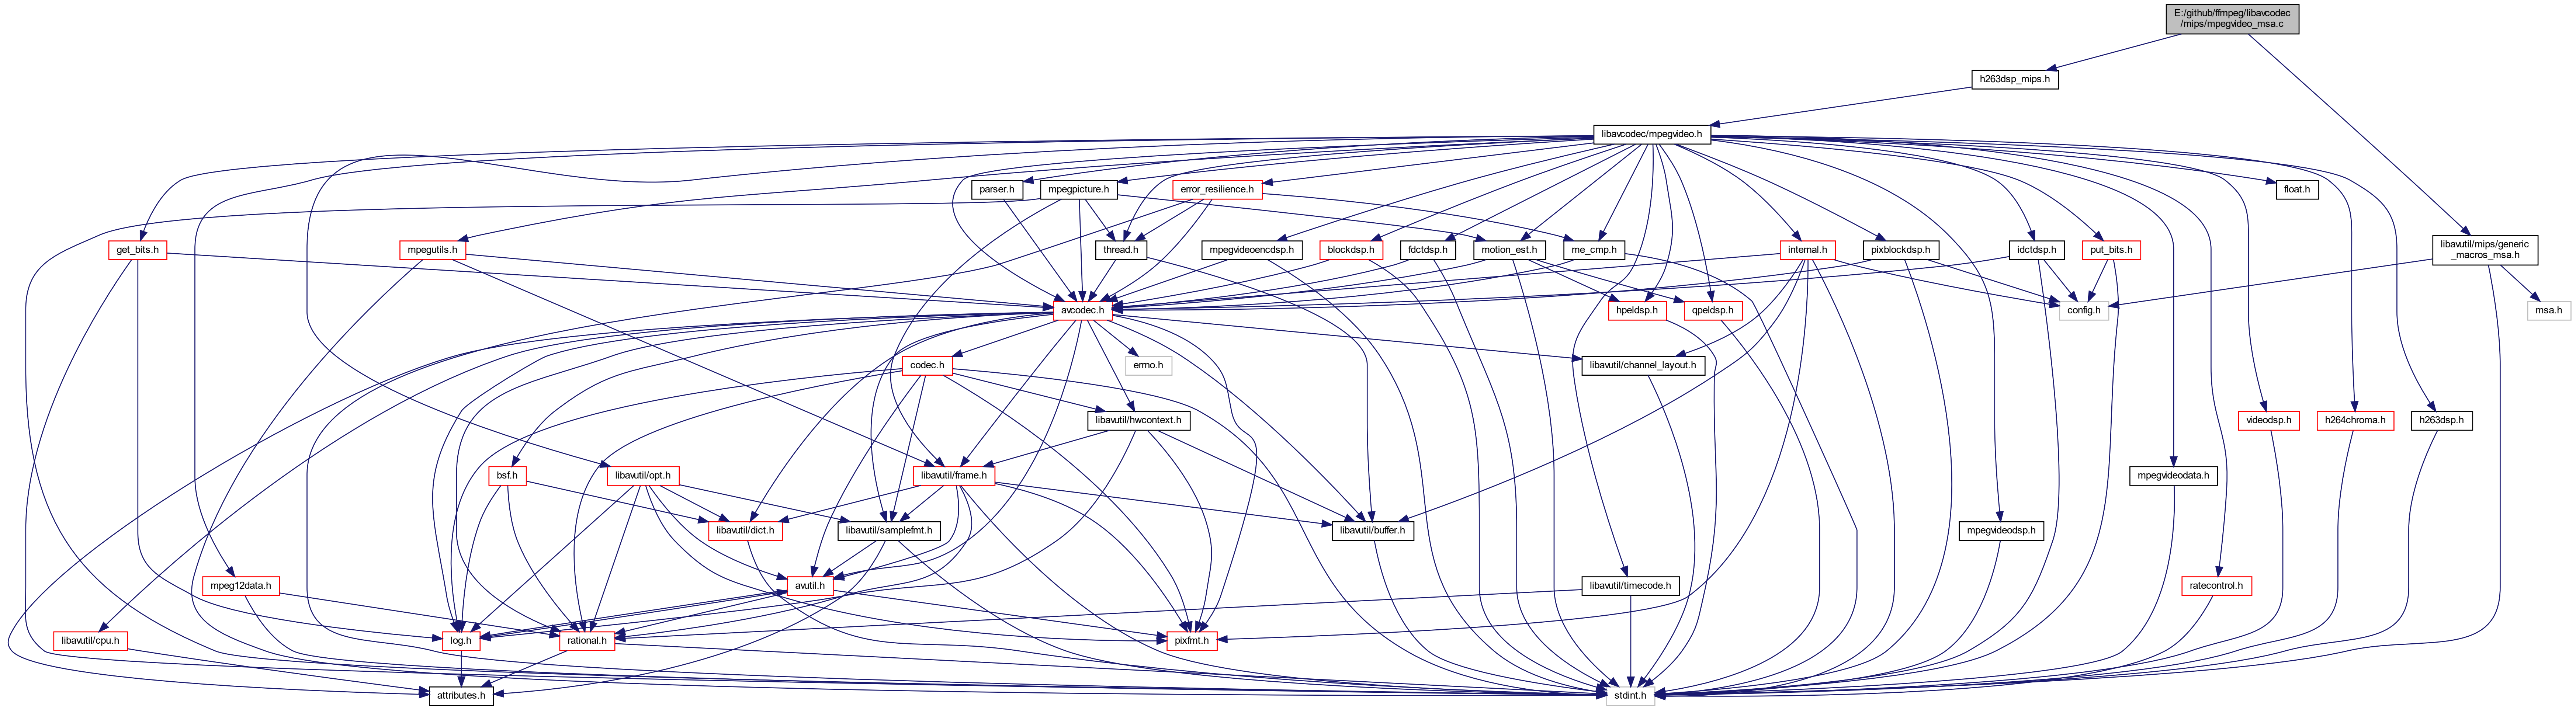 E:/github/ffmpeg/libavcodec
/mips/mpegvideo_msa.c
h263dsp_mips.h
libavcodec/mpegvideo.h
parser.h
mpegpicture.h
error_resilience.h
float.h
get_bits.h
mpegutils.h
thread.h
mpegvideoencdsp.h
blockdsp.h
fdctdsp.h
motion_est.h
me_cmp.h
internal.h
pixblockdsp.h
idctdsp.h
put_bits.h
libavutil/mips/generic
_macros_msa.h
avcodec.h
hpeldsp.h
qpeldsp.h
config.h
msa.h
codec.h
errno.h
libavutil/channel_layout.h
libavutil/hwcontext.h
videodsp.h
h264chroma.h
h263dsp.h
bsf.h
libavutil/opt.h
libavutil/frame.h
mpegvideodata.h
libavutil/dict.h
libavutil/samplefmt.h
libavutil/buffer.h
mpegvideodsp.h
mpeg12data.h
avutil.h
libavutil/timecode.h
ratecontrol.h
libavutil/cpu.h
log.h
rational.h
pixfmt.h
attributes.h
stdint.h